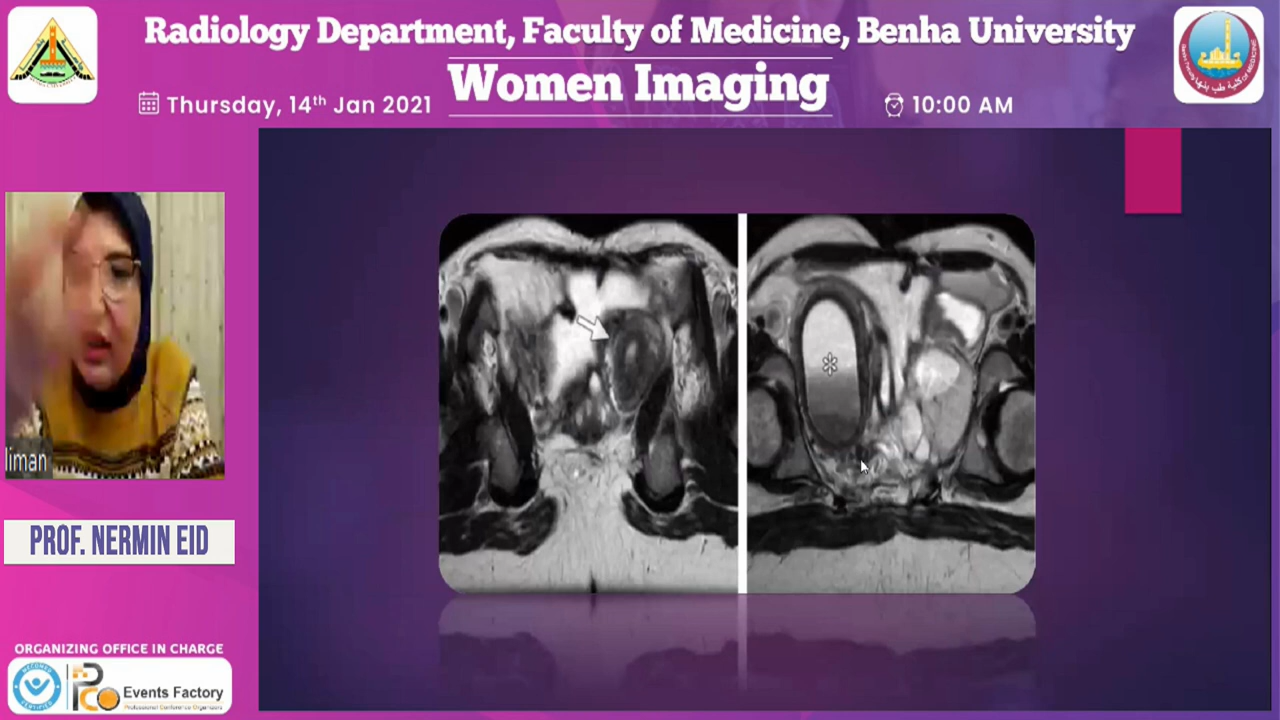 Radiology Department, Faculty of Medicine, Benha University
Women Imaging
Thursday, 14th Jan 2021
10:00 AM
liman
PROF. NERMIN EID
ORGANIZING OFFICE IN CHARGE
PCO
Events Factory
Professional Conference Organizers